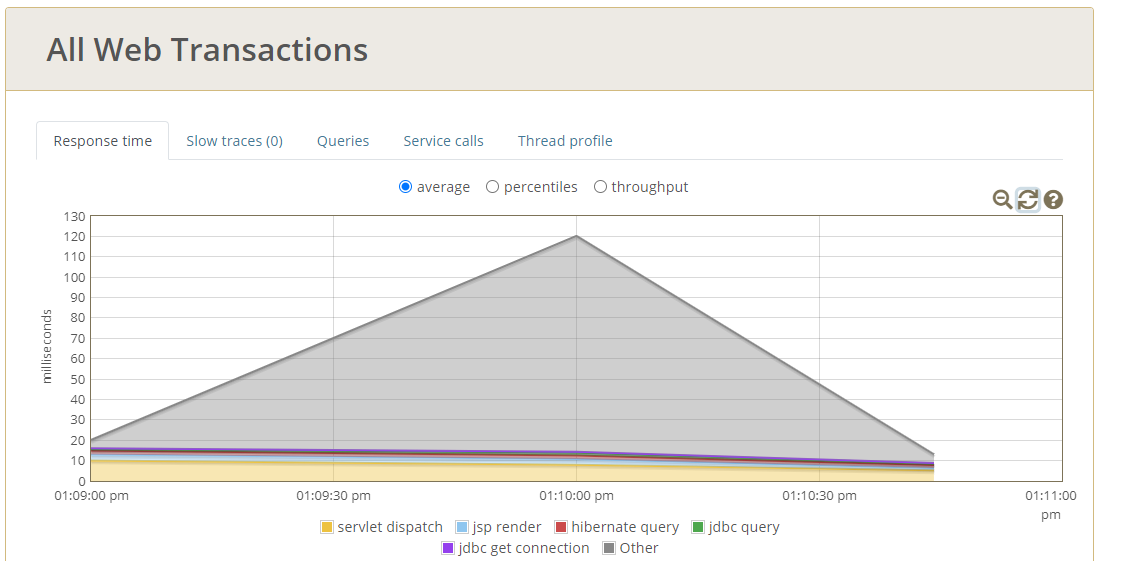 All Web Transactions
Response time Slow traces (0) Queries Service calls Thread profile
average percentiles throughput
130
120
110
100
90
80
70
60
50
40
30
20
10
0
milliseconds
01:09:00 pm 01:09:30 pm 01:10:00 pm 01:10:30 pm 01:11:00
pm
servlet dispatch jsp render hibernate query jdbc query
jdbc get connection Other